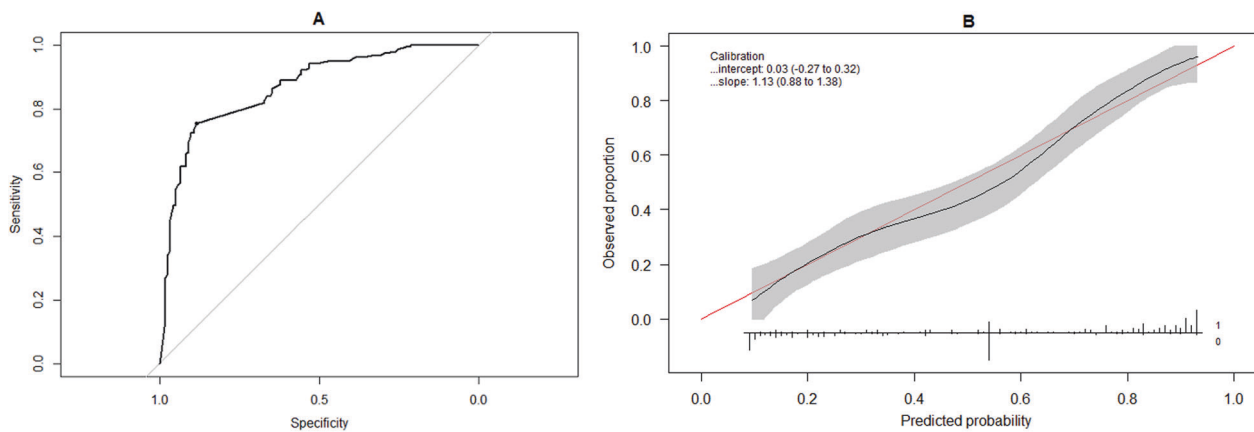 A
Sensitivity
1.0
0.8
0.6
0.4
0.2
0.0
1.0 0.5 0.0
Specificity
B
Calibration
...intercept: 0.03 (-0.27 to 0.32)
...slope: 1.13 (0.88 to 1.38)
Observed proportion
1.0
0.8
0.6
0.4
0.2
0.0
1
0
0.0 0.2 0.4 0.6 0.8 1.0
Predicted probability